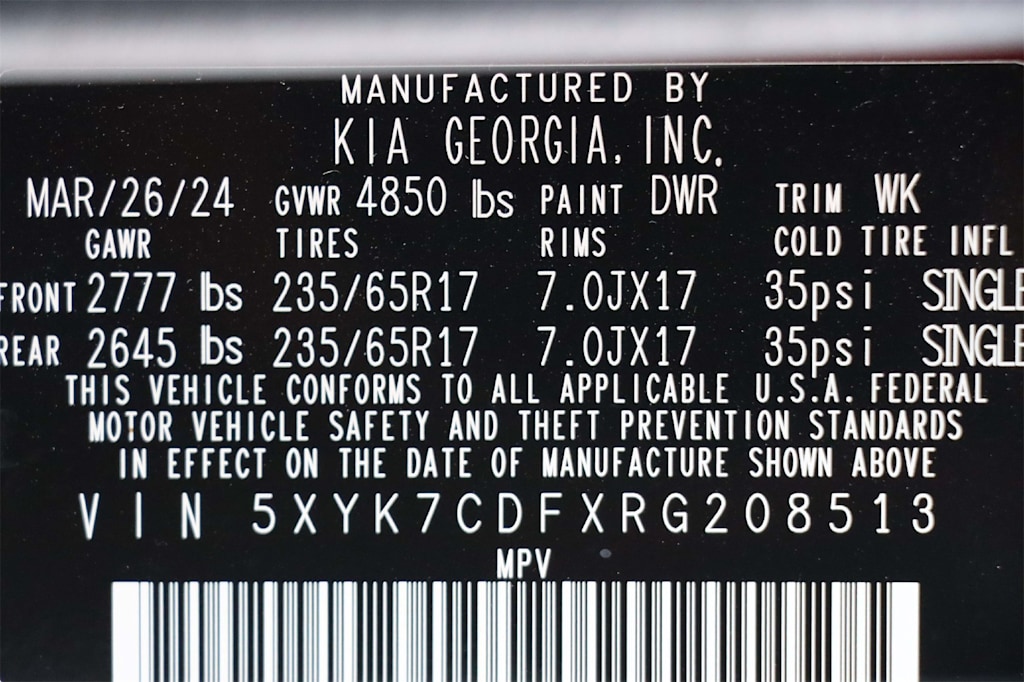 MANUFACTURED BY
KIA GEORGIA, INC.
MAR/26/24 GVWR 4850 lbs PAINT DWR TRIM WK
GAWR TIRES RIMS COLD TIRE INFL
FRONT 2777 lbs 235/65R17 7.0JX17 35psi SINGLE
REAR 2645 lbs 235/65R17 7.0JX17 35psi SINGLE
THIS VEHICLE CONFORMS TO ALL APPLICABLE U.S.A. FEDERAL
MOTOR VEHICLE SAFETY AND THEFT PREVENTION STANDARDS
IN EFFECT ON THE DATE OF MANUFACTURE SHOWN ABOVE
VIN 5XYK7CDFXRG208513
MPV